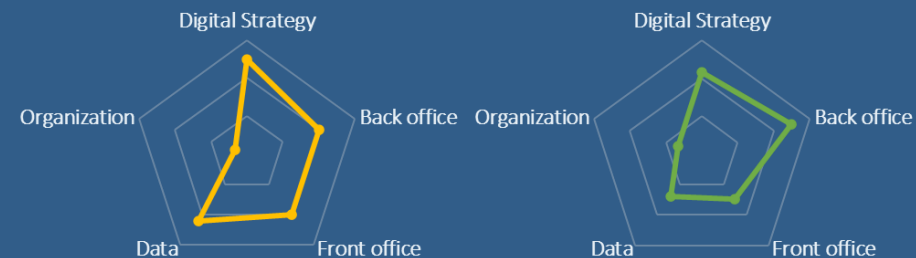 Digital Strategy
Organization
Back office
Data
Front office
Digital Strategy
Organization
Back office
Data
Front office